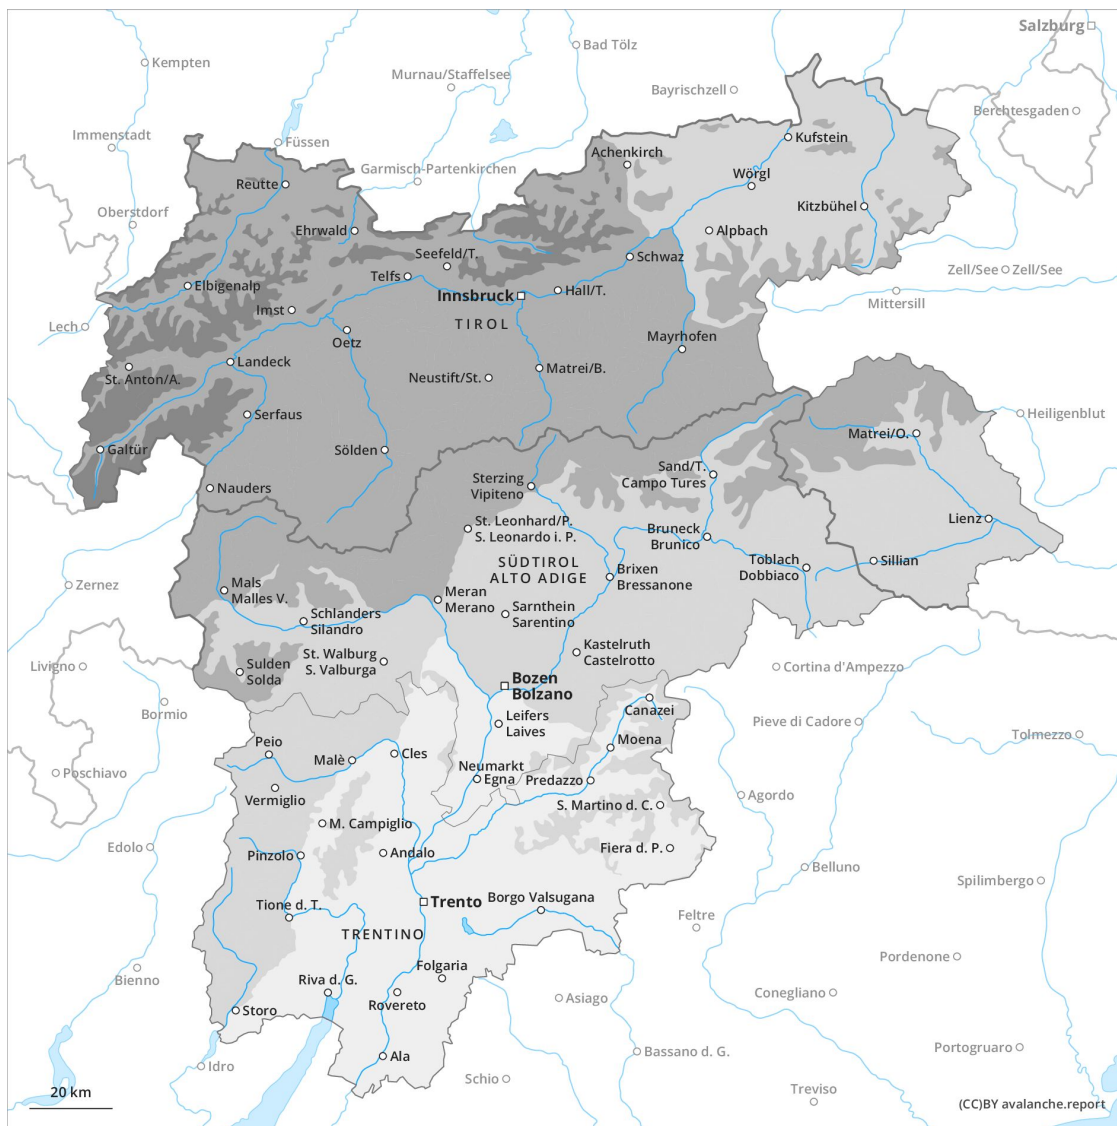 Salzburg
Kempten
Bad Tölz
Murnau/Staffelsee
Bayrischzell
Berchtesgaden
Immenstadt
Füssen
Kufstein
Achenkirch
Garmisch-Partenkirchen
Wörgl
Reutte
Oberstdorf
Kitzbühel
Ehrwald
Alpbach
Seefeld/T.
Schwaz
Telfs
Zell/See
Zell/See
Elbigenalp
Innsbruck
Hall/T.
Mittersill
Imst
TIROL
Lech
Oetz
Mayrhofen
Landeck
St. Anton/A.
Neustift/St.
Matrei/B.
Serfaus
Heiligenblut
Matrei/O.
Galtür
Sölden
Sand/T.
Campo Tures
Sterzing
Vipiteno
Nauders
Lienz
St. Leonhard/P.
S. Leonardo i. P.
Bruneck
Brunico
SÜDTIROL
ALTO ADIGE
Toblach
Dobbiaco
Sillian
Brixen
Bressanone
Zernez
Mals
Malles V.
Meran
Merano
Sarnthein
Sarentino
Schlanders
Silandro
Kastelruth
Castelrotto
St. Walburg
S. Valburga
Livigno
Sulden
Solda
Cortina d'Ampezzo
Bozen
Bolzano
Bormio
Canazei
Leifers
Laives
Pieve di Cadore
Tolmezzo
Peio
Moena
Cles
Malè
Poschiavo
Neumarkt
Egna
Predazzo
Vermiglio
Agordo
S. Martino d. C.
M. Campiglio
Edolo
Pinzolo
Andalo
Fiera d. P.
Belluno
Spilimbergo
Tione d. T.
Trento
Borgo Valsugana
Feltre
TRENTINO
Pordenone
Bienno
Folgaria
Riva d. G.
Rovereto
Asiago
Conegliano
Storo
Portogruaro
Ala
Bassano d. G.
Idro
Schio
Treviso
20 km
(CC)BY avalanche.report